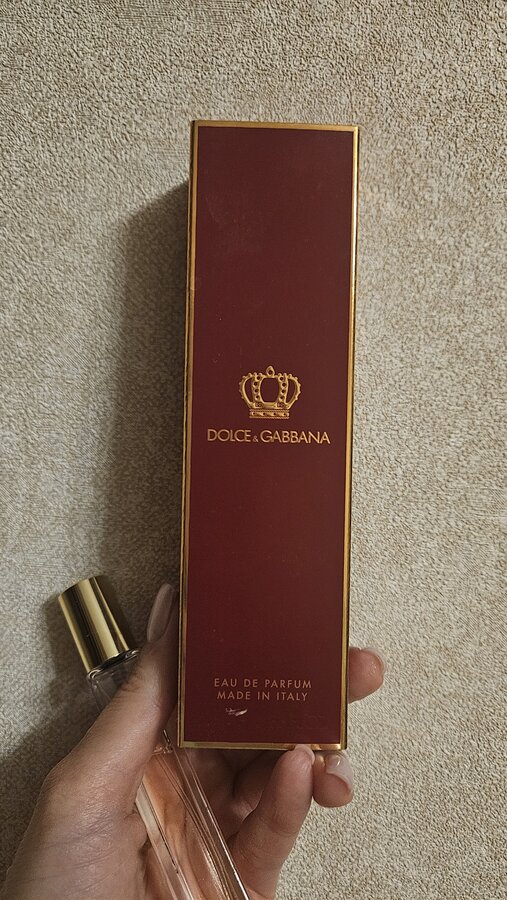 DOLCE & GABBANA
EAU DE PARFUM
MADE IN ITALY